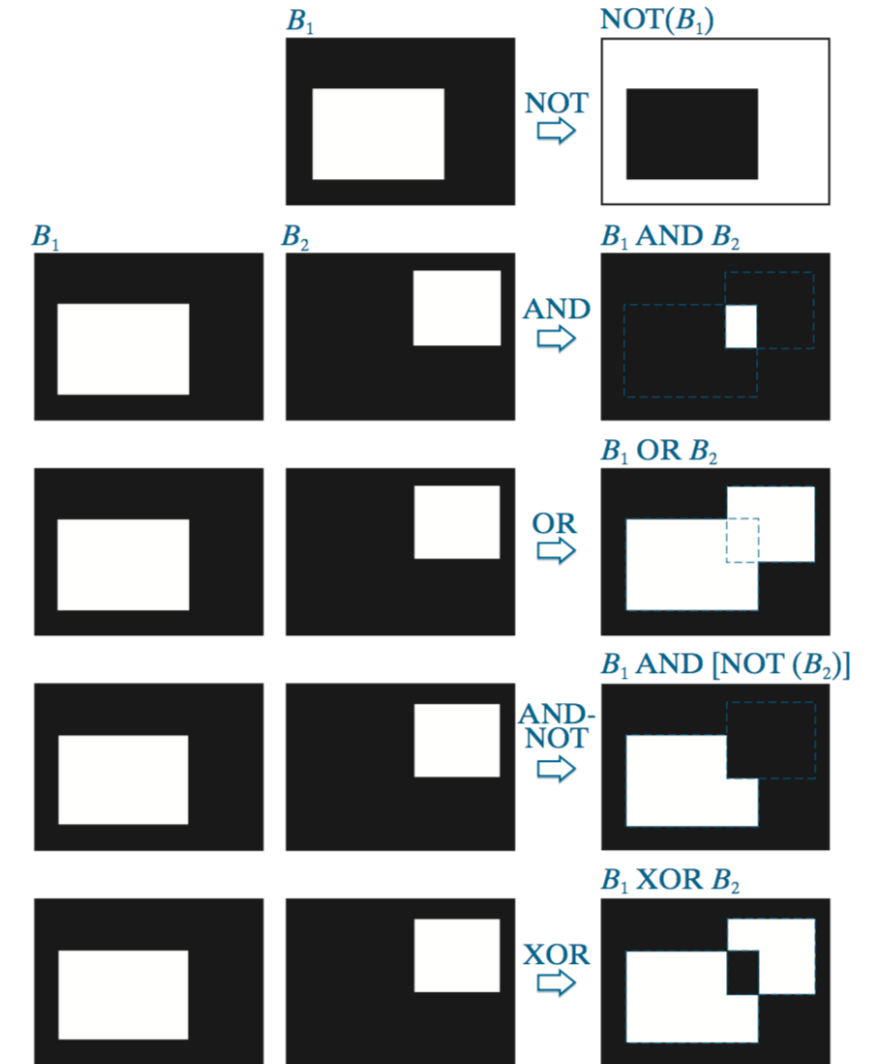 B₁ NOT(B₁)
NOT
B₁ B₂ B₁ AND B₂
AND
B₁ OR B₂
OR
B₁ AND [NOT (B₂)]
AND-
NOT
B₁ XOR B₂
XOR